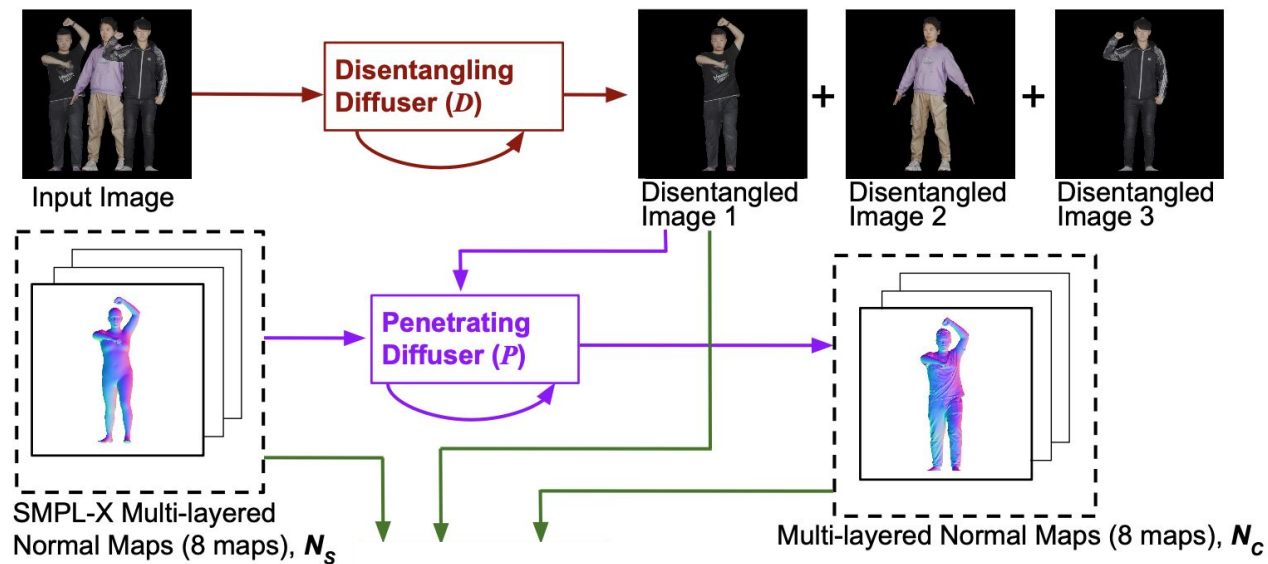 Disentangling
Diffuser (D)
+
+
Input Image
Disentangled
Image 1
Disentangled
Image 2
Disentangled
Image 3
Penetrating
Diffuser (P)
SMPL-X Multi-layered
Normal Maps (8 maps), NS
Multi-layered Normal Maps (8 maps), NC